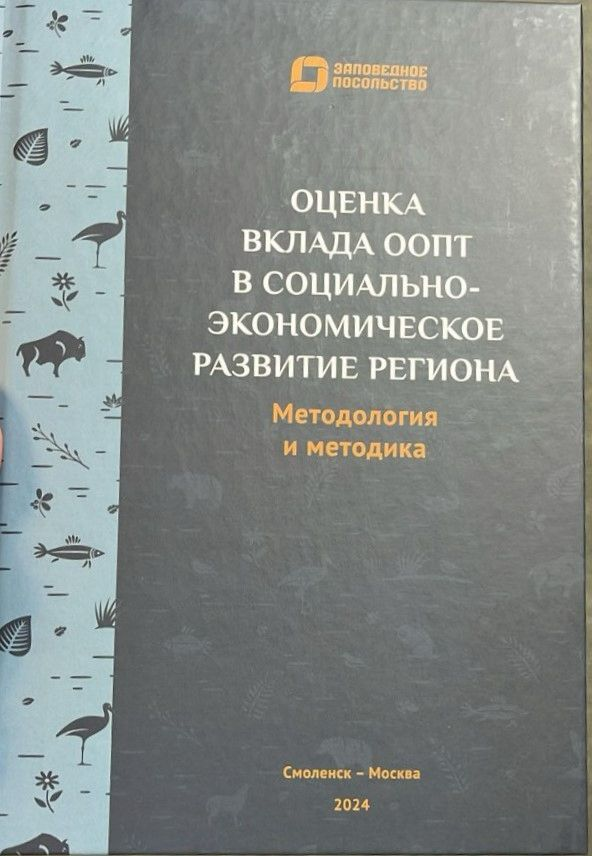 ЗАПОВЕДНОЕ
ПОСОЛЬСТВО
ОЦЕНКА
ВКЛАДА ООПТ
В СОЦИАЛЬНО-
ЭКОНОМИЧЕСКОЕ
РАЗВИТИЕ РЕГИОНА
Методология
и методика
Смоленск – Москва
2024